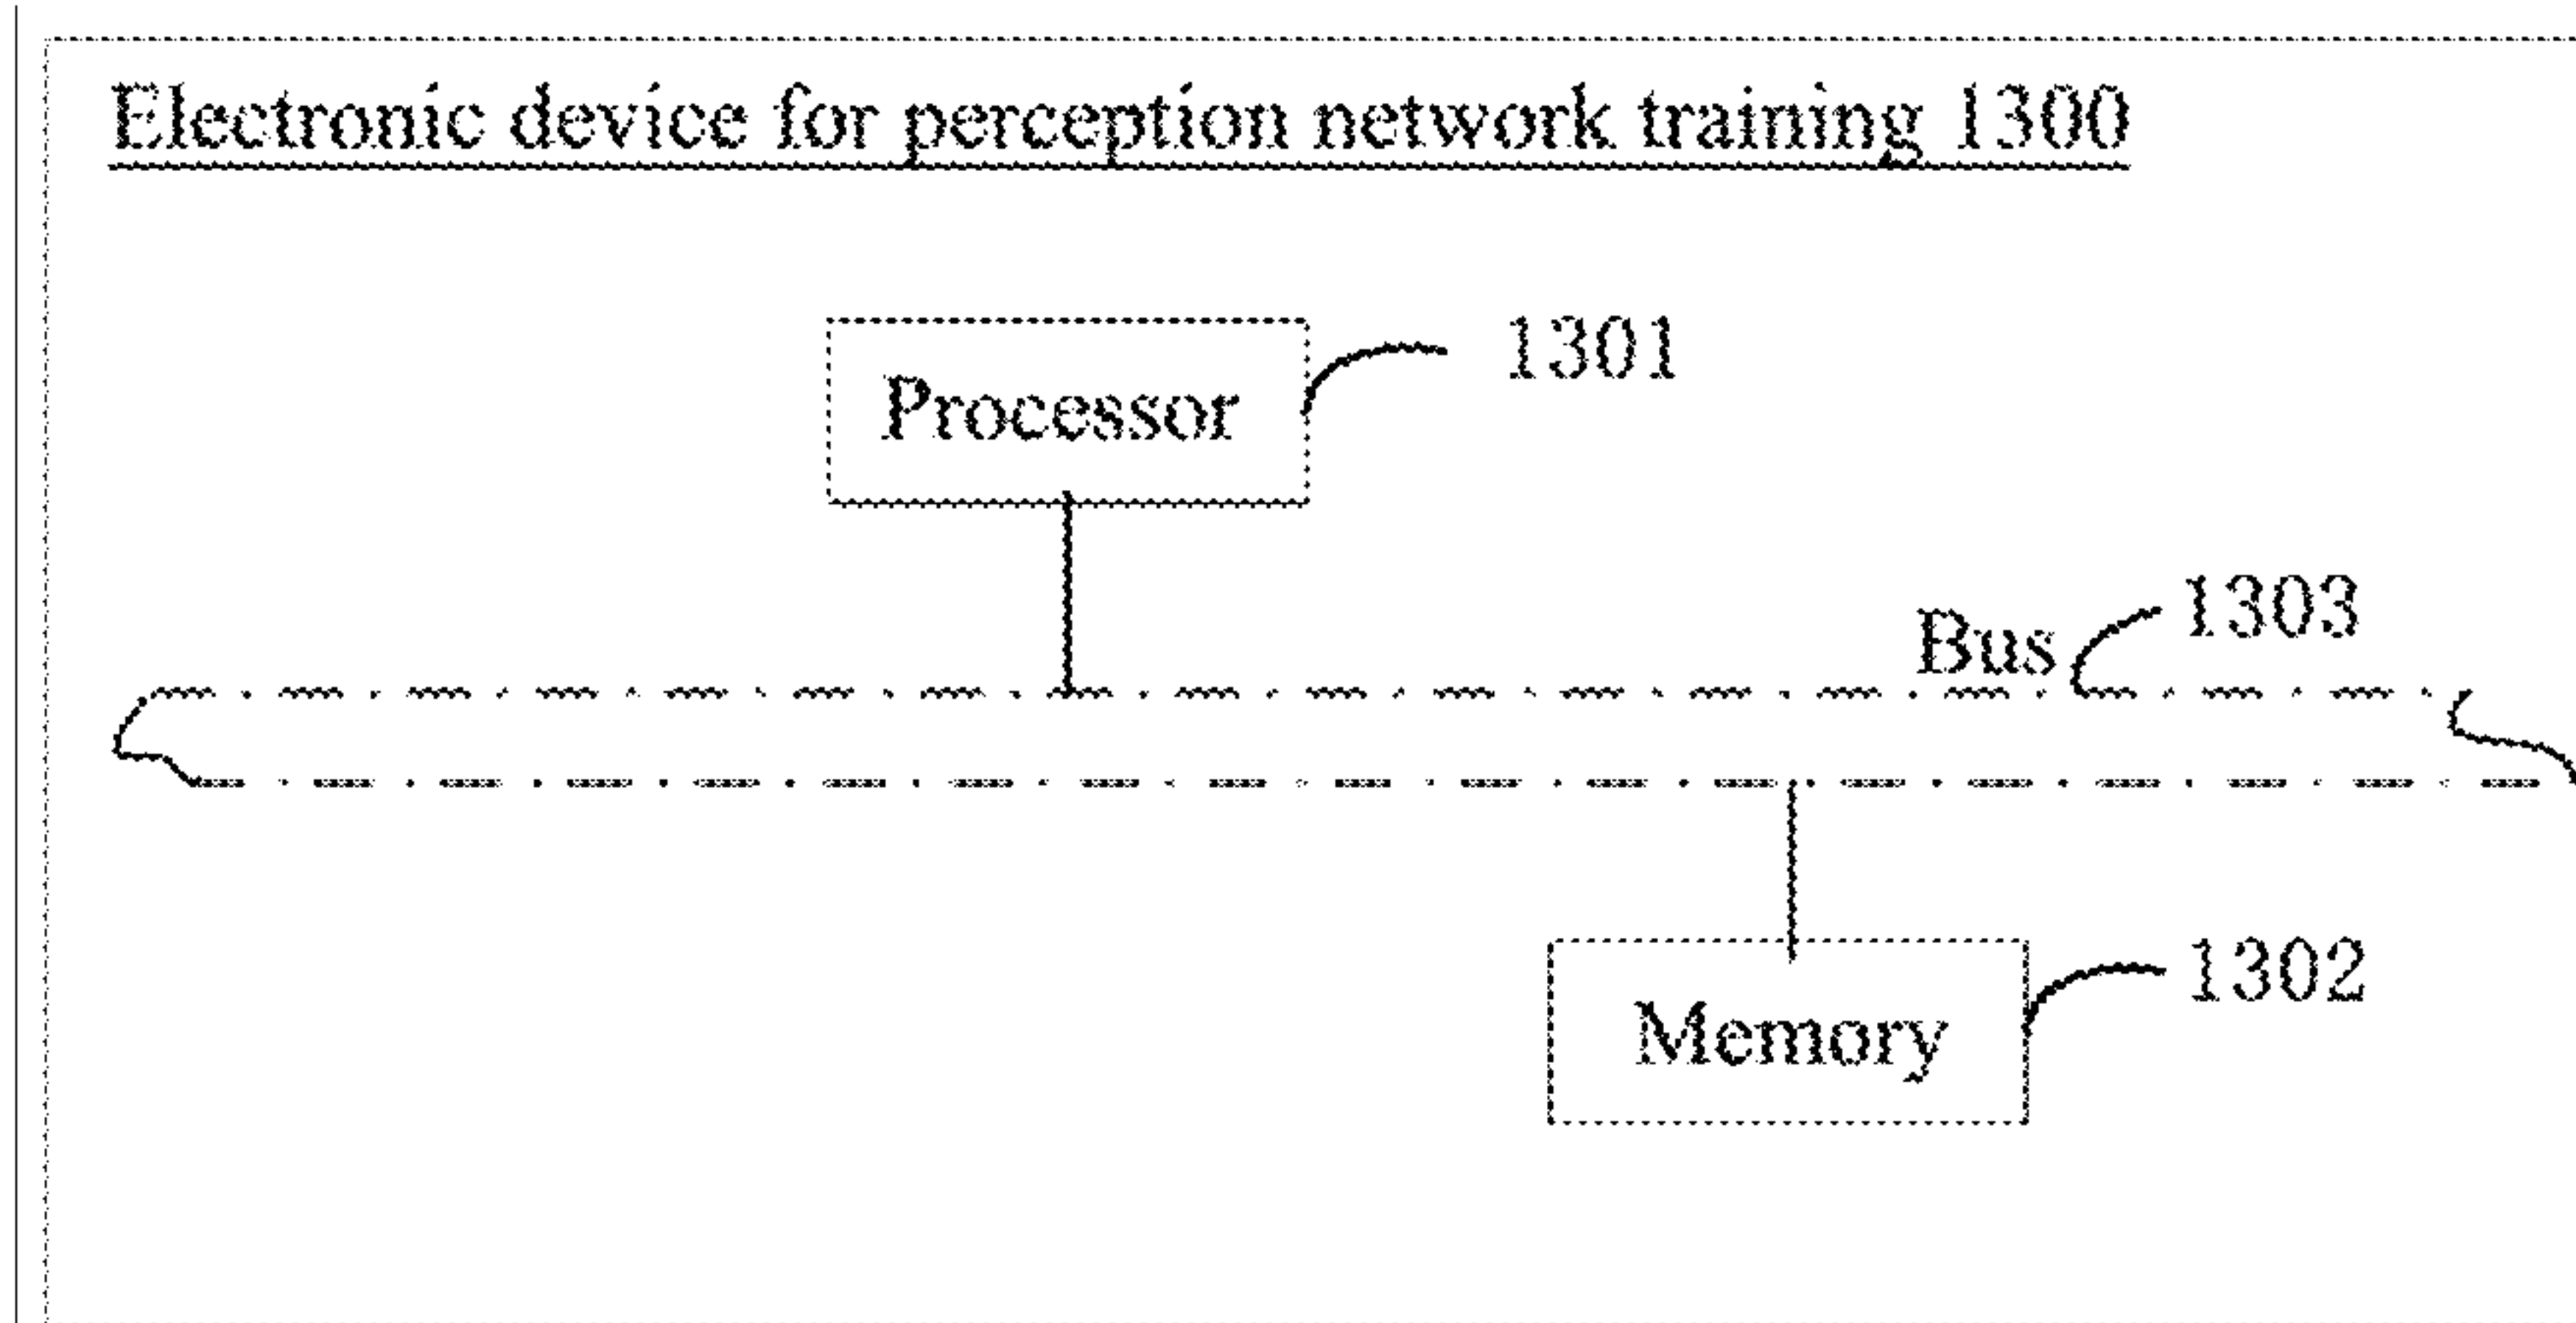 Electronic device for perception network training 1300
Processor
1301
Bus
1303
Memory
1302